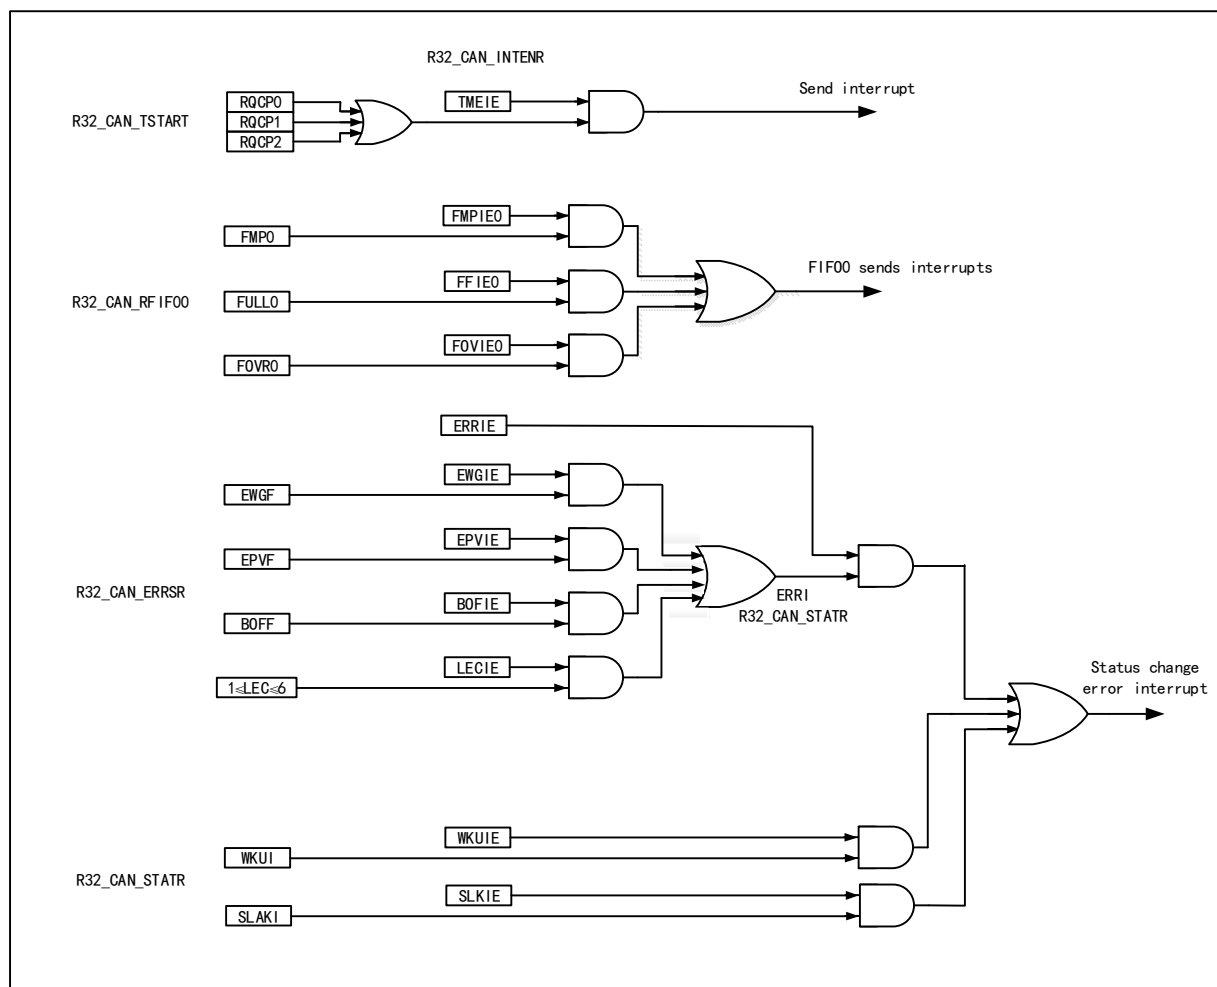 R32_CAN_INTENR
Send interrupt
RQCP0
TMEIE
R32_CAN_TSTART
RQCP1
RQCP2
FMPIE0
FMP0
FIFO0 sends interrupts
FFIE0
R32_CAN_RFIFO0
FULL0
FOVIE0
FOVR0
ERRIE
EWGIE
EWGF
EPVIE
EPVF
R32_CAN_ERRSR
ERRI
BOFIE
R32_CAN_STATR
BOFF
LECIE
Status change
1≤LEC≤6
error interrupt
WKUIE
WKUI
R32_CAN_STATR
SLKIE
SLAKI